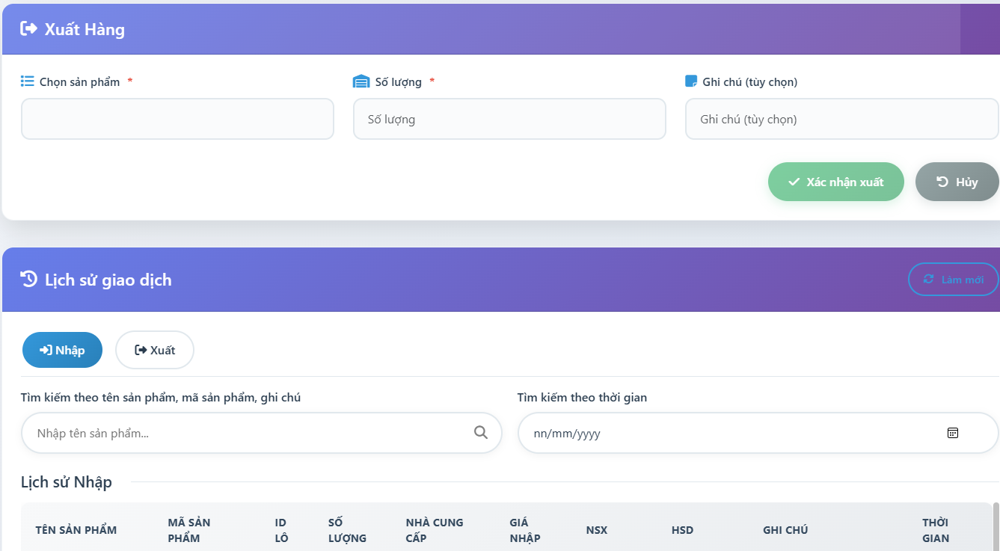 Xuất Hàng
Chọn sản phẩm *
Số lượng *
Ghi chú (tùy chọn)
Số lượng
Ghi chú (tùy chọn)
Xác nhận xuất
Hủy
Lịch sử giao dịch
Làm mới
Nhập
Xuất
Tìm kiếm theo tên sản phẩm, mã sản phẩm, ghi chú
Tìm kiếm theo thời gian
Nhập tên sản phẩm...
nn/mm/yyyy
Lịch sử Nhập
TÊN SẢN PHẨM
MÃ SẢN
PHẨM
ID
LÔ
SỐ
LƯỢNG
NHÀ CUNG
CẤP
GIÁ
NHẬP
NSX
HSD
GHI CHÚ
THỜI
GIAN